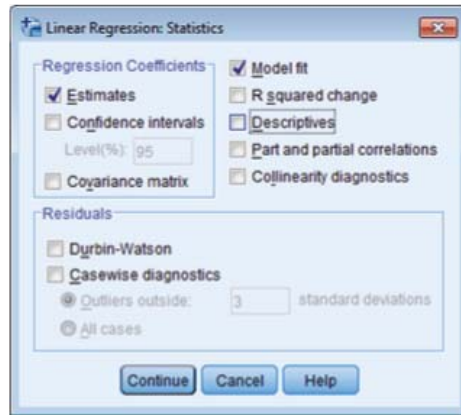 Linear Regression: Statistics
Regression Coefficients
Estimates
Confidence intervals
Level(%): 95
Covariance matrix
Model fit
R squared change
Descriptives
Part and partial correlations
Collinearity diagnostics
Residuals
Durbin-Watson
Casewise diagnostics
Outliers outside: 3 standard deviations
All cases
Continue Cancel Help